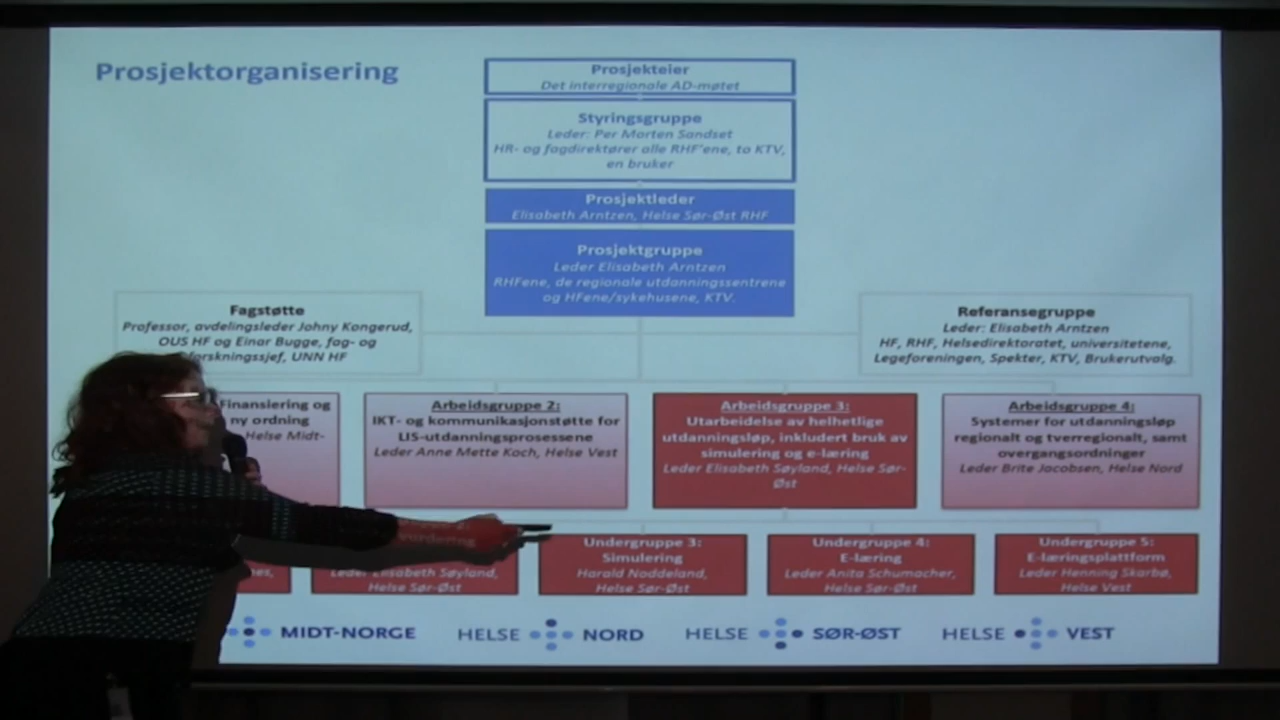 Prosjektorganisering
Prosjekteier
Det interregionale AD-møtet
Styringsgruppe
Leder: Per Morten Sandset
HR- og fagdirektører alle RHF'ene, to KTV,
en bruker
Prosjektleder
Elisabeth Arntzen, Helse Sør-Øst RHF
Prosjektgruppe
Leder Elisabeth Arntzen
RHFene, de regionale utdanningssentrene
og HFene/sykehusene, KTV.
Fagstøtte
Professor, avdelingsleder Johny Kongerud,
OUS HF og Einar Bugge, fag- og
forskningssjef, UNN HF
Referansegruppe
Leder: Elisabeth Arntzen
HF, RHF, Helsedirektoratet, universitetene,
Legeforeningen, Spekter, KTV, Brukerutvalg.
Finansiering og
ny ordning
Helse Midt-
Arbeidsgruppe 2:
IKT- og kommunikasjonstøtte for
LIS-utdanningsprosessene
Leder Anne Mette Koch, Helse Vest
Arbeidsgruppe 3:
Utarbeidelse av helhetlige
utdanningsløp, inkludert bruk av
simulering og e-læring
Leder Elisabeth Søyland, Helse Sør-
Øst
Arbeidsgruppe 4:
Systemer for utdanningsløp
regionalt og tverregionalt, samt
overgangsordninger
Leder Brite Jacobsen, Helse Nord
vurdering
Leder Elisabeth Søyland,
Helse Sør-Øst
Undergruppe 3:
Simulering
Harald Noddeland,
Helse Sør-Øst
Undergruppe 4:
E-læring
Leder Anita Schumacher,
Helse Sør-Øst
Undergruppe 5:
E-læringsplattform
Leder Henning Skarbø,
Helse Vest
MIDT-NORGE
HELSE NORD
HELSE SØR-ØST
HELSE VEST